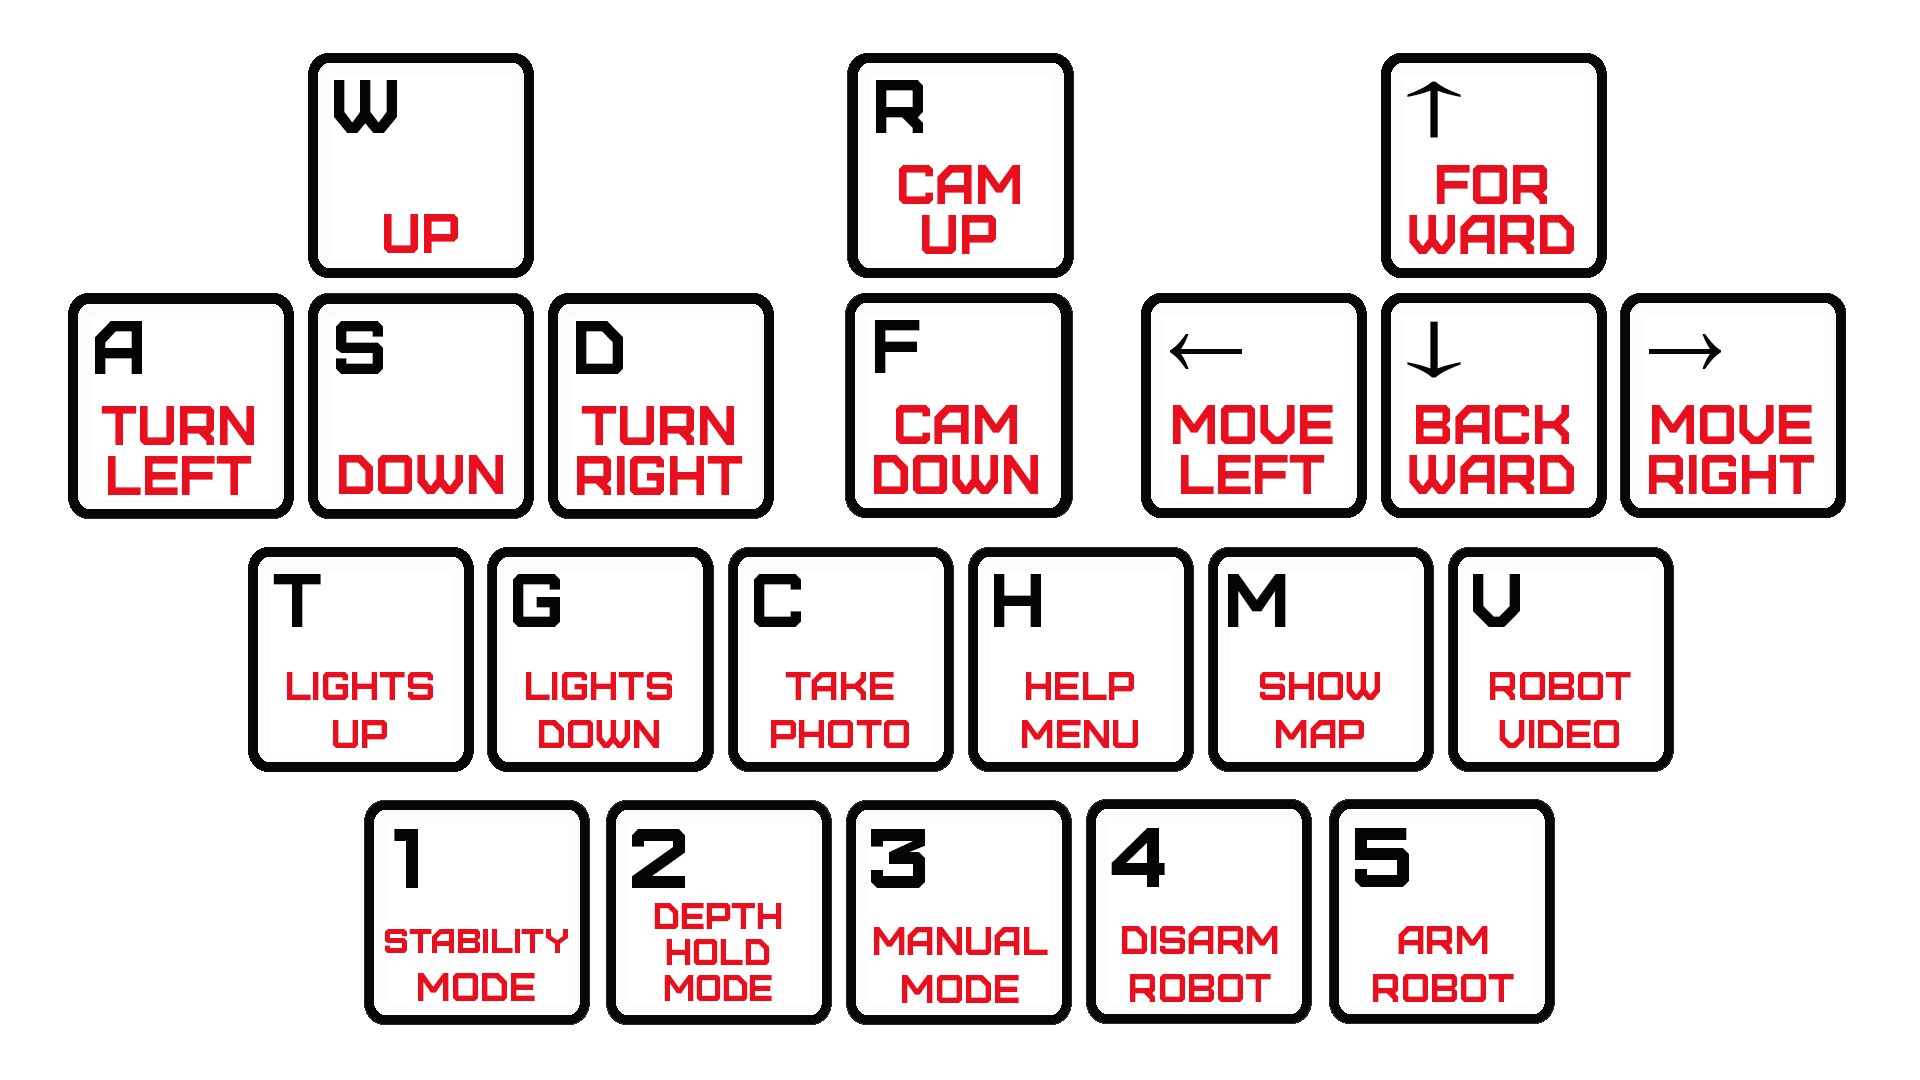 W
UP
R
CAM
UP
↑
FOR
WARD
A
TURN
LEFT
S
DOWN
D
TURN
RIGHT
F
CAM
DOWN
←
MOVE
LEFT
↓
BACK
WARD
→
MOVE
RIGHT
T
LIGHTS
UP
G
LIGHTS
DOWN
C
TAKE
PHOTO
H
HELP
MENU
M
SHOW
MAP
V
ROBOT
VIDEO
1
STABILITY
MODE
2
DEPTH
HOLD
MODE
3
MANUAL
MODE
4
DISARM
ROBOT
5
ARM
ROBOT